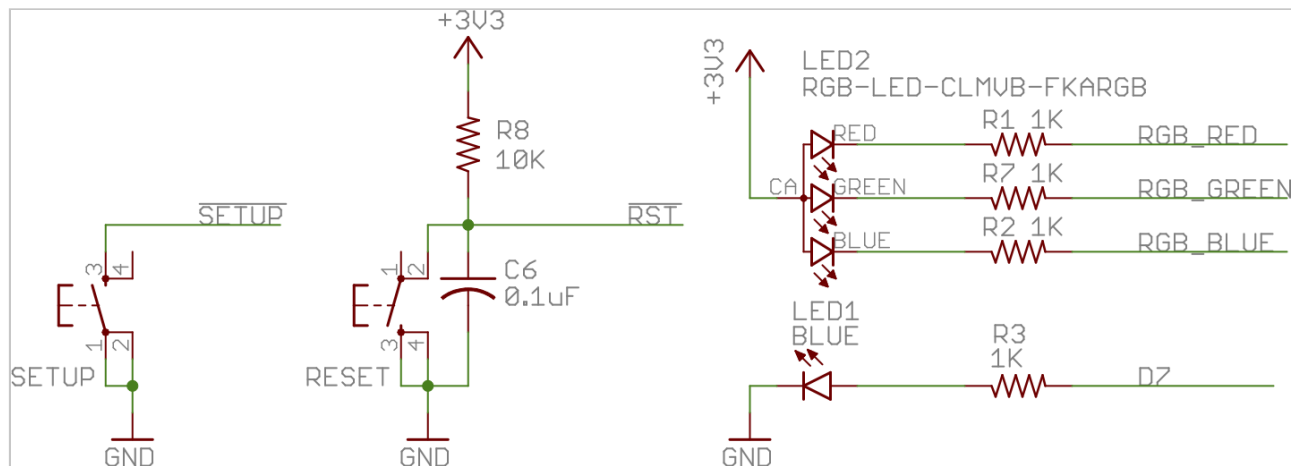 +3V3
R8
10K
SETUP
3
4
1
2
SETUP
GND
RST
1
2
C6
0.1uF
3
4
RESET
GND
+3V3
LED2
RGB-LED-CLMVB-FKARGB
RED
R1 1K
RGB_RED
CA
GREEN
R7 1K
RGB_GREEN
BLUE
R2 1K
RGB_BLUE
LED1
BLUE
R3
1K
D7
GND